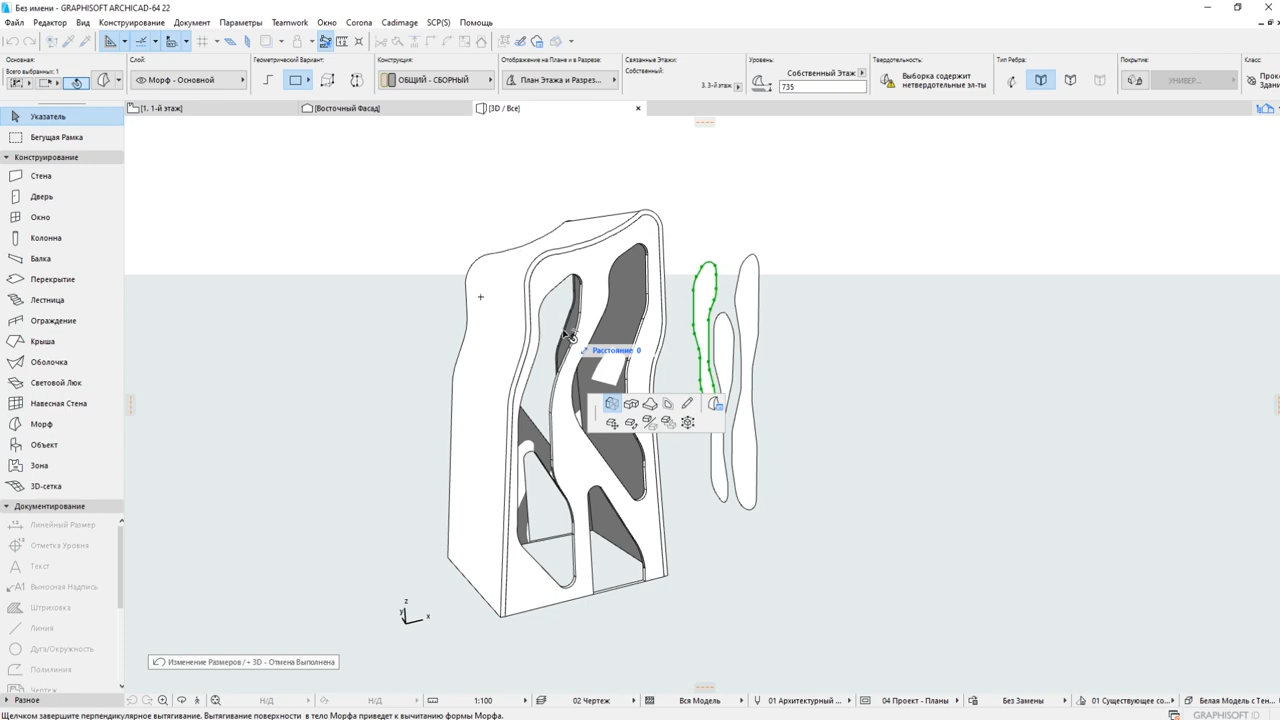 Без имени - GRAPHISOFT ARCHICAD-64 22
Файл Редактор Вид Конструирование Документ Параметры Teamwork Окно Corona Cadimage SCP(S) Помощь
Основная: Слой: Геометрический Вариант: Конструкция: Отображение на Плане и в Разрезе: Связанные Этажи: Уровень: Твердотельность: Тип Ребра: Покрытие: Класс:
Всего выбранных: 1
Морф - Основной
ОБЩИЙ - СБОРНЫЙ
План Этажа и Разрез...
Собственный:
3. 3-й этаж
Собственный Этаж
735
Выборка содержит
нетвердотельные эл-ты
УНИВЕР...
[1. 1-й этаж] [Восточный Фасад] [3D / Все]
Указатель
Бегущая Рамка
Конструирование
Стена
Дверь
Окно
Колонна
Балка
Перекрытие
Лестница
Ограждение
Крыша
Оболочка
Световой Люк
Навесная Стена
Морф
Объект
Зона
3D-сетка
Документирование
Линейный Размер
Отметка Уровня
Текст
Выносная Надпись
Штриховка
Линия
Дуга/Окружность
Полилиния
Чертеж
Разное
Расстояние 0
z
y
x
Изменение Размеров /+ 3D - Отмена Выполнена
Н/Д Н/Д 1:100 02 Чертеж Вся Модель 01 Архитектурный ... 04 Проект - Планы Без Замены 01 Существующее со... Белая Модель с Тен...
Щелчком завершите перпендикулярное вытягивание. Вытягивание поверхности в тело Морфа приведет к вычитанию формы Морфа.
GRAPHISOFT ID